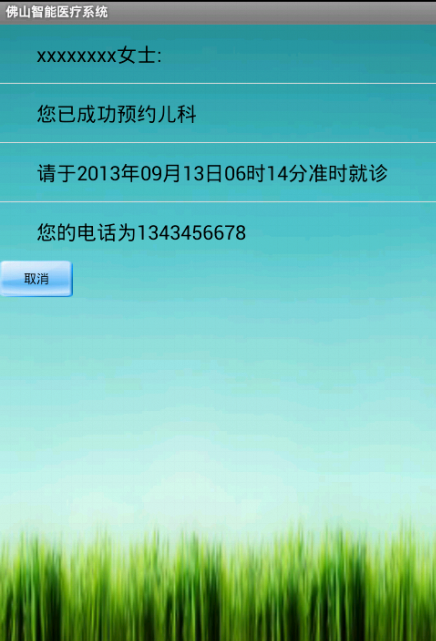 佛山智能医疗系统
xxxxxxxx女士:
您已成功预约儿科
请于2013年09月13日06时14分准时就诊
您的电话为1343456678
取消